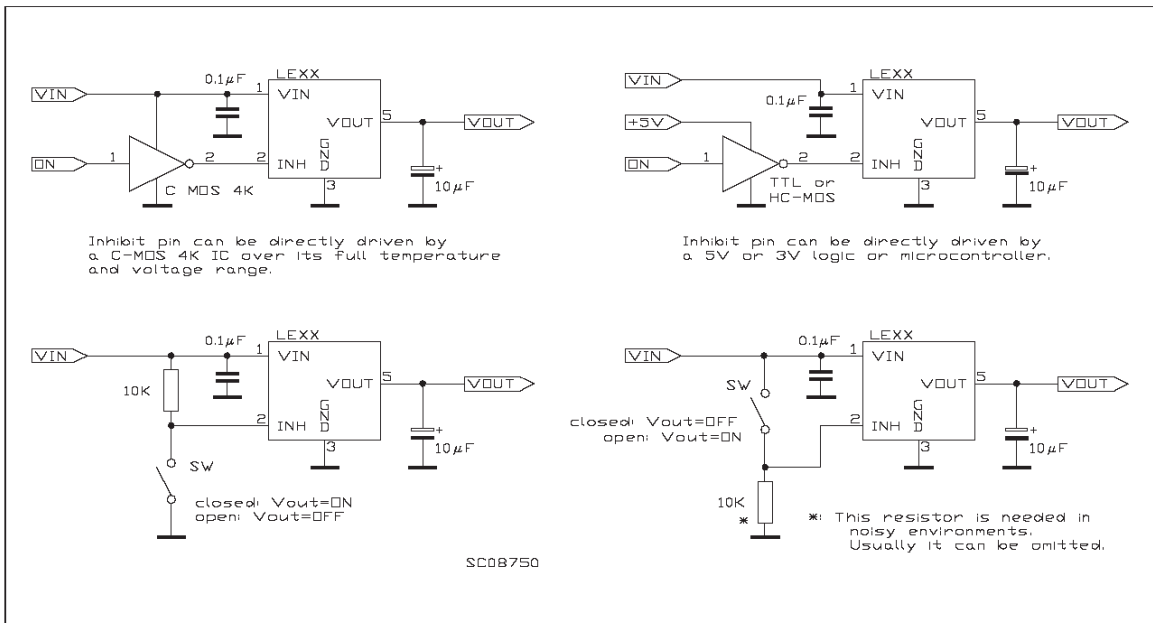 LEXX
0.1µF
VIN
1
VIN
VOUT
5
VOUT
ON
1
2
2
INH
GND
3
+
10µF
C MOS 4K
Inhibit pin can be directly driven by
a C-MOS 4K IC over its full temperature
and voltage range.
LEXX
VIN
1
VIN
0.1µF
+5V
VOUT
5
VOUT
ON
1
2
2
INH
GND
3
+
10µF
TTL or
HC-MOS
Inhibit pin can be directly driven by
a 5V or 3V logic or microcontroller.
LEXX
0.1µF
VIN
1
VIN
10K
VOUT
5
VOUT
2
INH
GND
3
+
10µF
SW
closed: Vout=ON
open: Vout=OFF
SC08750
LEXX
0.1µF
VIN
1
VIN
SW
VOUT
5
VOUT
closed: Vout=OFF
open: Vout=ON
2
INH
GND
3
+
10µF
10K
*
*: This resistor is needed in
noisy environments.
Usually it can be omitted.